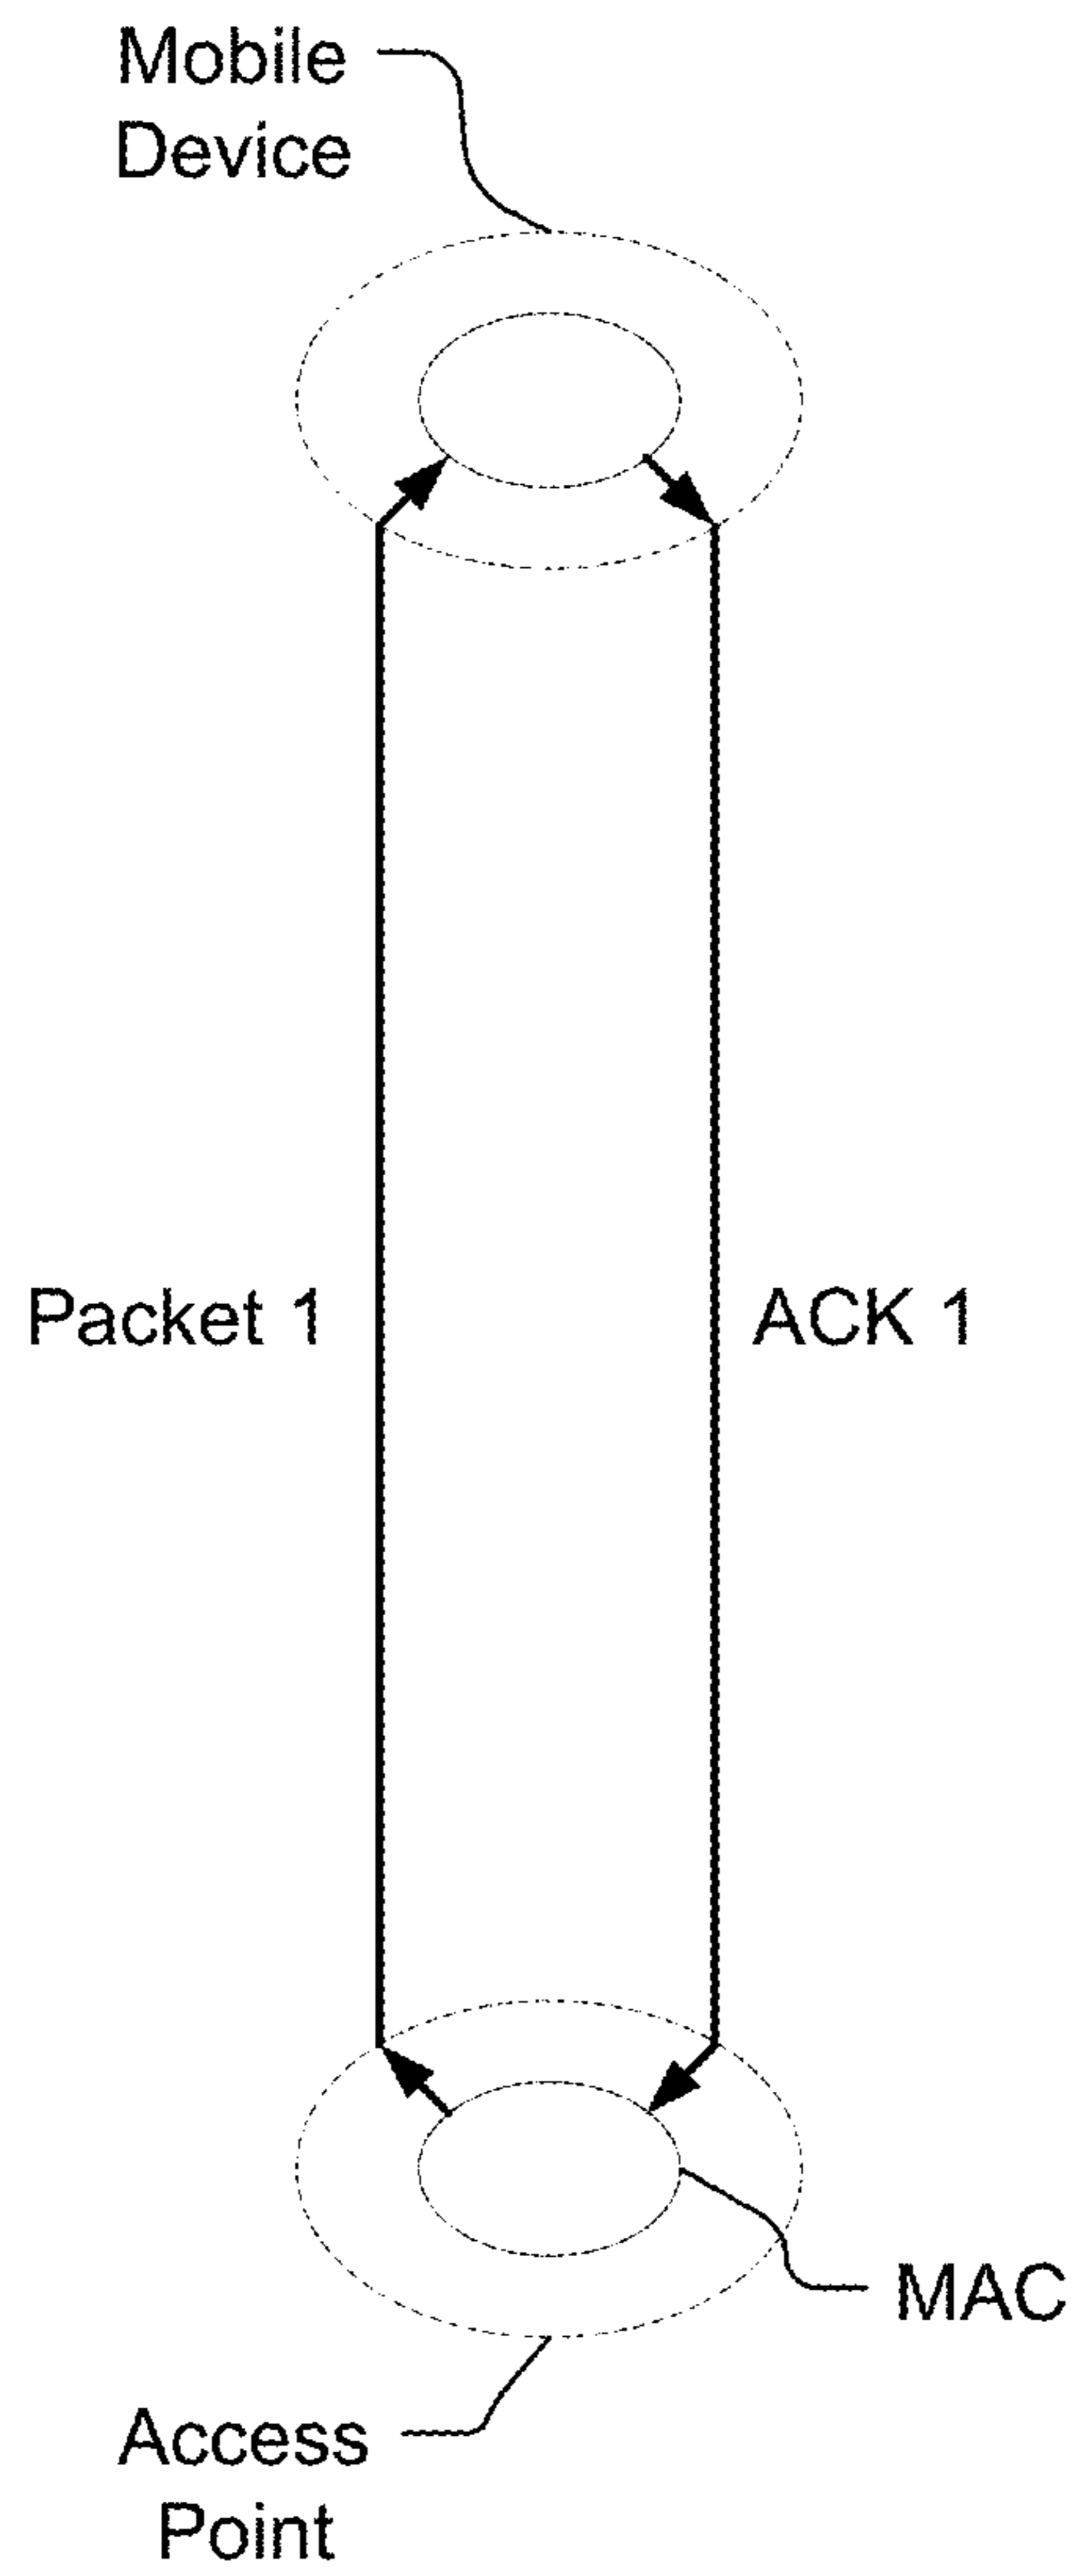 Mobile
Device
Packet 1
ACK 1
MAC
Access
Point